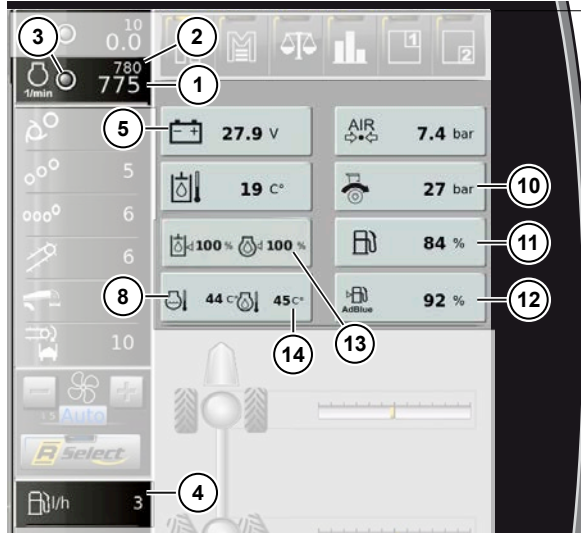 10
0.0
3
2
1/min
780
775
1
5
27.9 V
AIR
7.4 bar
5
19 C°
27 bar
10
6
100 % 100 %
84 %
11
6
8
44 C° 45 C°
AdBlue
92 %
12
10
14
13
Auto
R Select
l/h
3
4
1
2